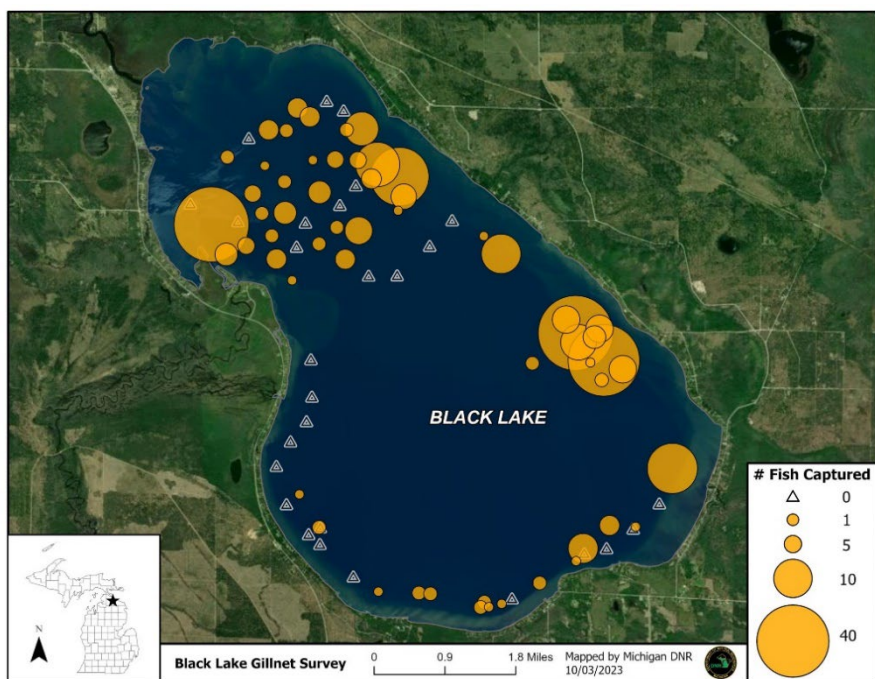 BLACK LAKE
# Fish Captured
0
1
5
10
40
Black Lake Gillnet Survey
0 0.9 1.8 Miles
Mapped by Michigan DNR
10/03/2023